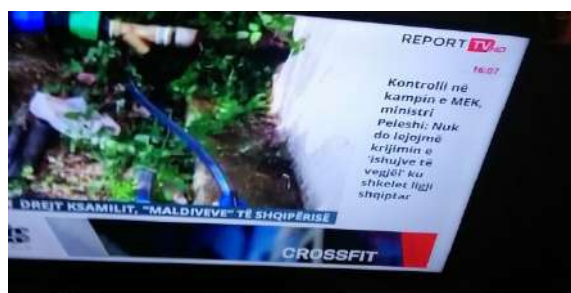 REPORT TV HD
16:07
Kontrolli në
kampin e MEK,
ministri
Peleshi: Nuk
do lejojmë
krijimin e
'ishujve të
vegjël' ku
shkelet ligji
shqiptar
DREJT KSAMILIT, "MALDIVEVE" TË SHQIPËRISË
CROSSFIT